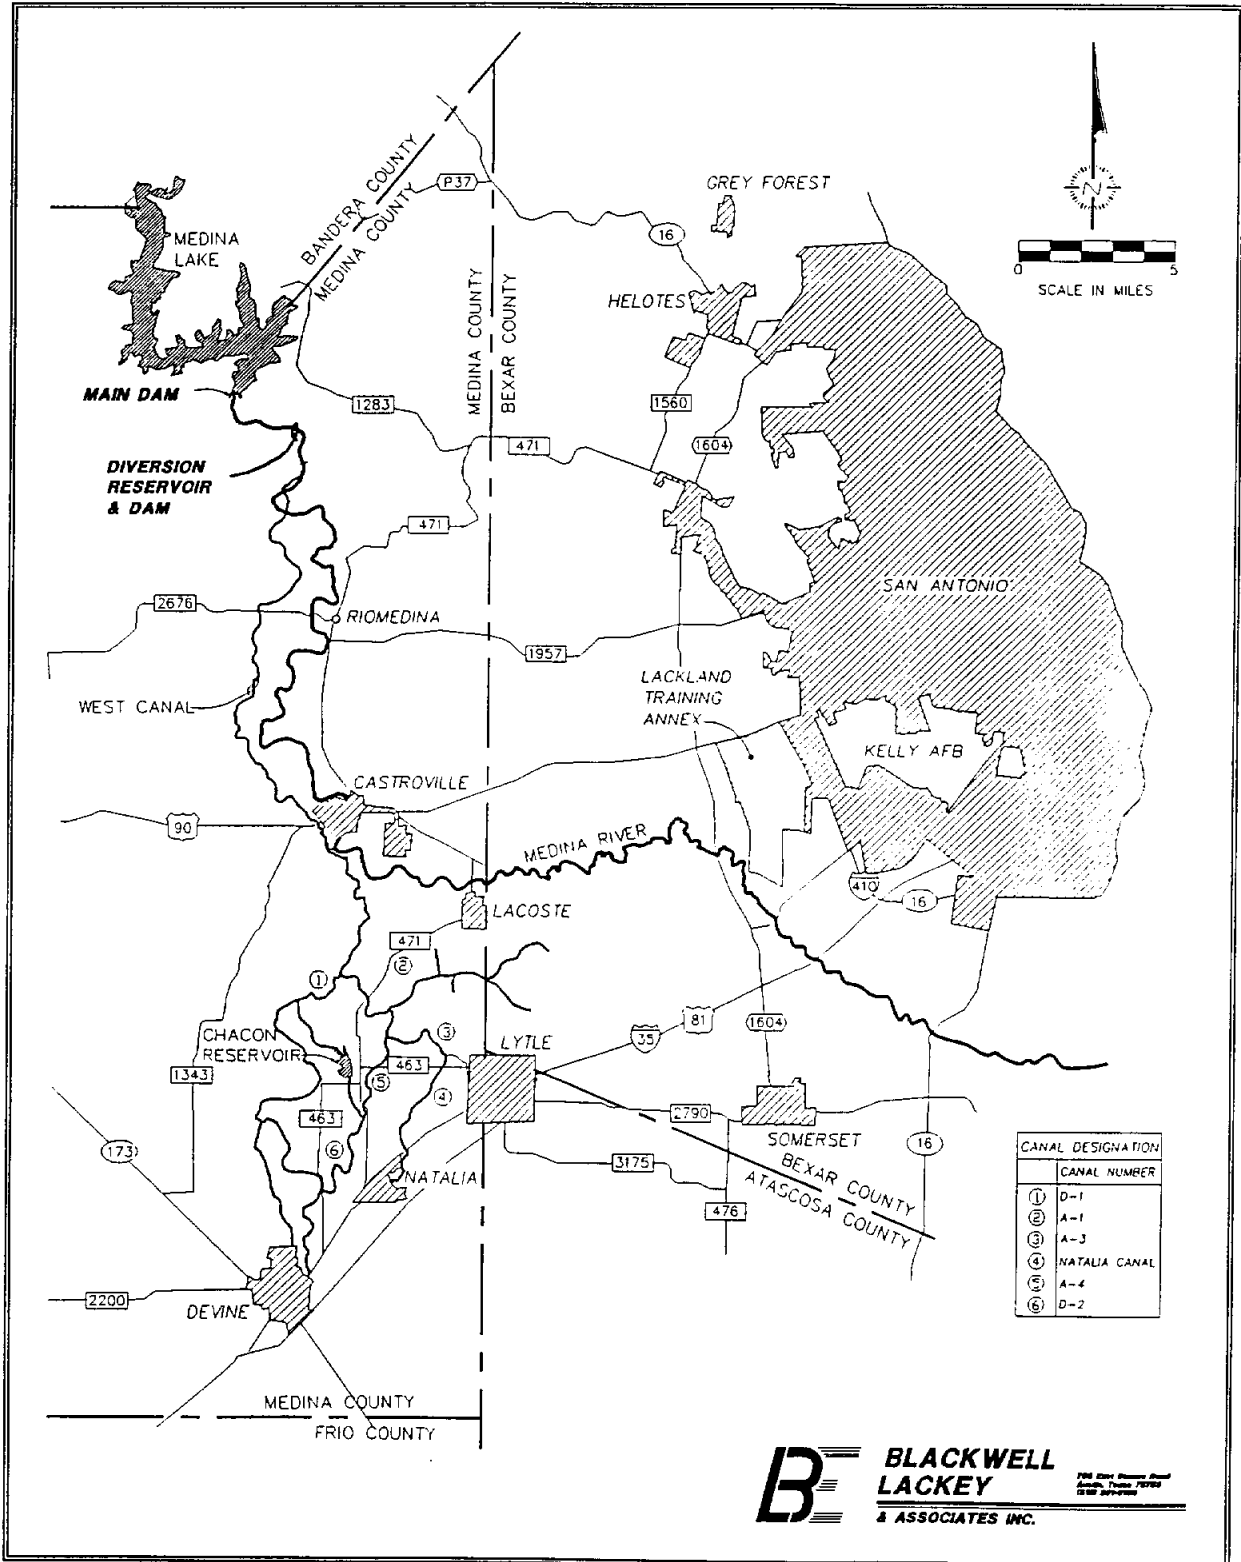 GREY FOREST
N
BANDERA COUNTY
MEDINA COUNTY
P37
16
MEDINA
LAKE
0
5
SCALE IN MILES
HELOTES
MEDINA COUNTY
BEXAR COUNTY
MAIN DAM
1283
1560
1604
471
DIVERSION
RESERVOIR
& DAM
471
SAN ANTONIO
2676
RIOMEDINA
1957
LACKLAND
TRAINING
ANNEX
WEST CANAL
KELLY AFB
CASTROVILLE
90
MEDINA RIVER
410
16
LACOSTE
471
2
1
81
1604
35
3
CHACON
RESERVOIR
LYTLE
463
1343
5
4
463
2790
173
6
SOMERSET
16
NATALIA
3175
BEXAR COUNTY
ATASCOSA COUNTY
476
CANAL DESIGNATION
CANAL NUMBER
1 D-1
2 A-1
3 A-3
4 NATALIA CANAL
5 A-4
6 D-2
2200
DEVINE
MEDINA COUNTY
FRIO COUNTY
BLACKWELL
LACKEY
& ASSOCIATES INC.